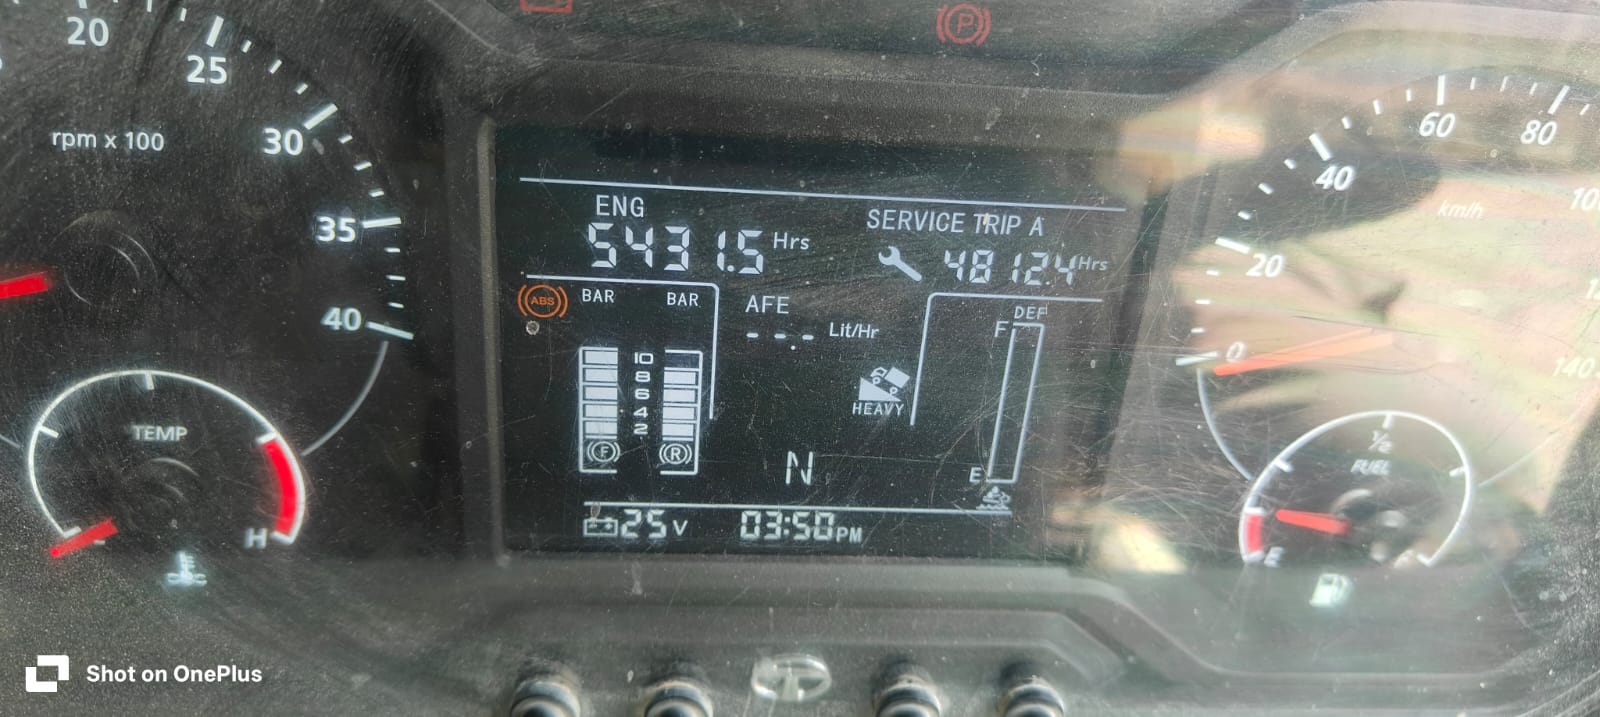 20
25
30
35
40
rpm x 100
TEMP
H
ENG
5431.5 Hrs
SERVICE TRIP A
4812.4 Hrs
ABS
BAR BAR
10
8
6
4
2
F R
AFE
--.- Lit/Hr
HEAVY
DEF
F
E
N
25 V 03:50 PM
P
0
20
40
60
80
140
km/h
1/2
FUEL
E
Shot on OnePlus